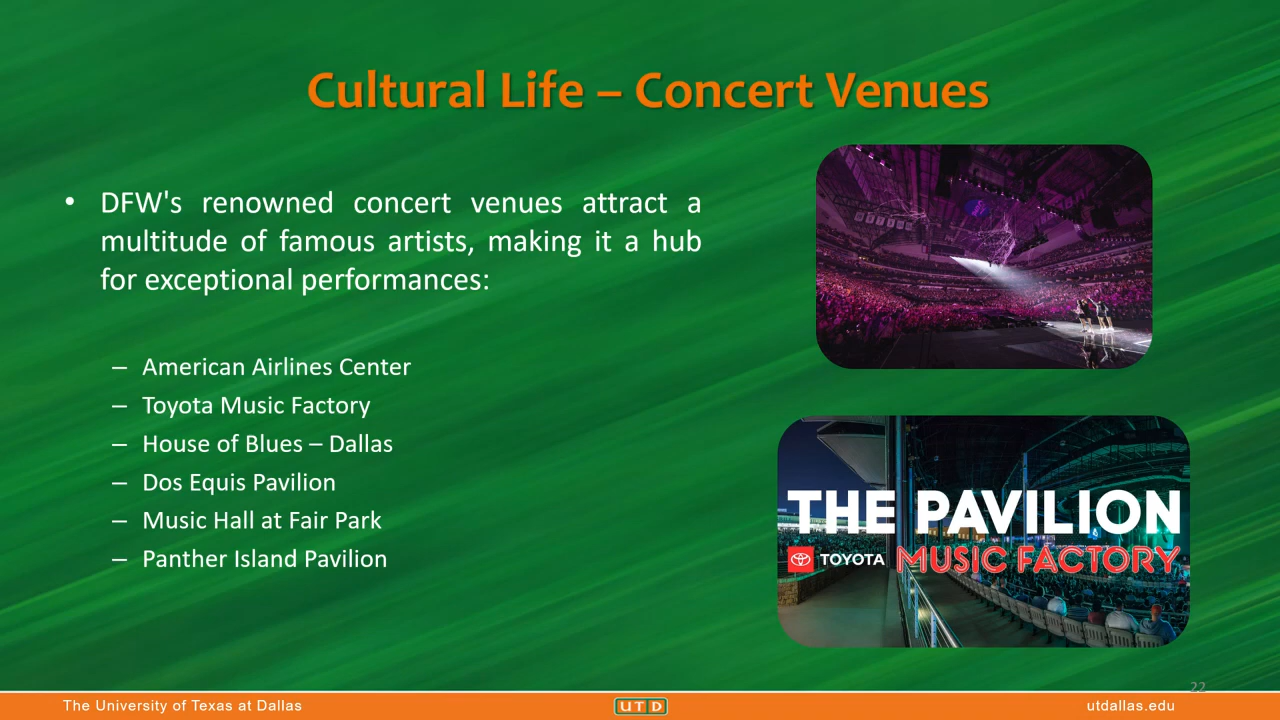 Cultural Life – Concert Venues
• DFW's renowned concert venues attract a
multitude of famous artists, making it a hub
for exceptional performances:
– American Airlines Center
– Toyota Music Factory
– House of Blues – Dallas
– Dos Equis Pavilion
– Music Hall at Fair Park
– Panther Island Pavilion
THE PAVILION
TOYOTA MUSIC FACTORY
22
The University of Texas at Dallas
UTD
utdallas.edu